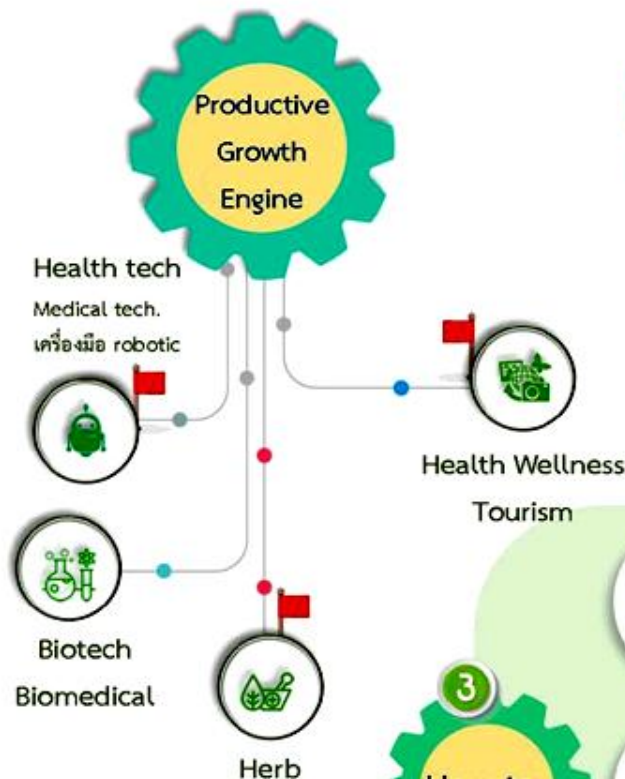 Productive
Growth
Engine
Health tech
Medical tech.
เครื่องมือ robotic
Health Wellness
Tourism
Biotech
Biomedical
Herb
3